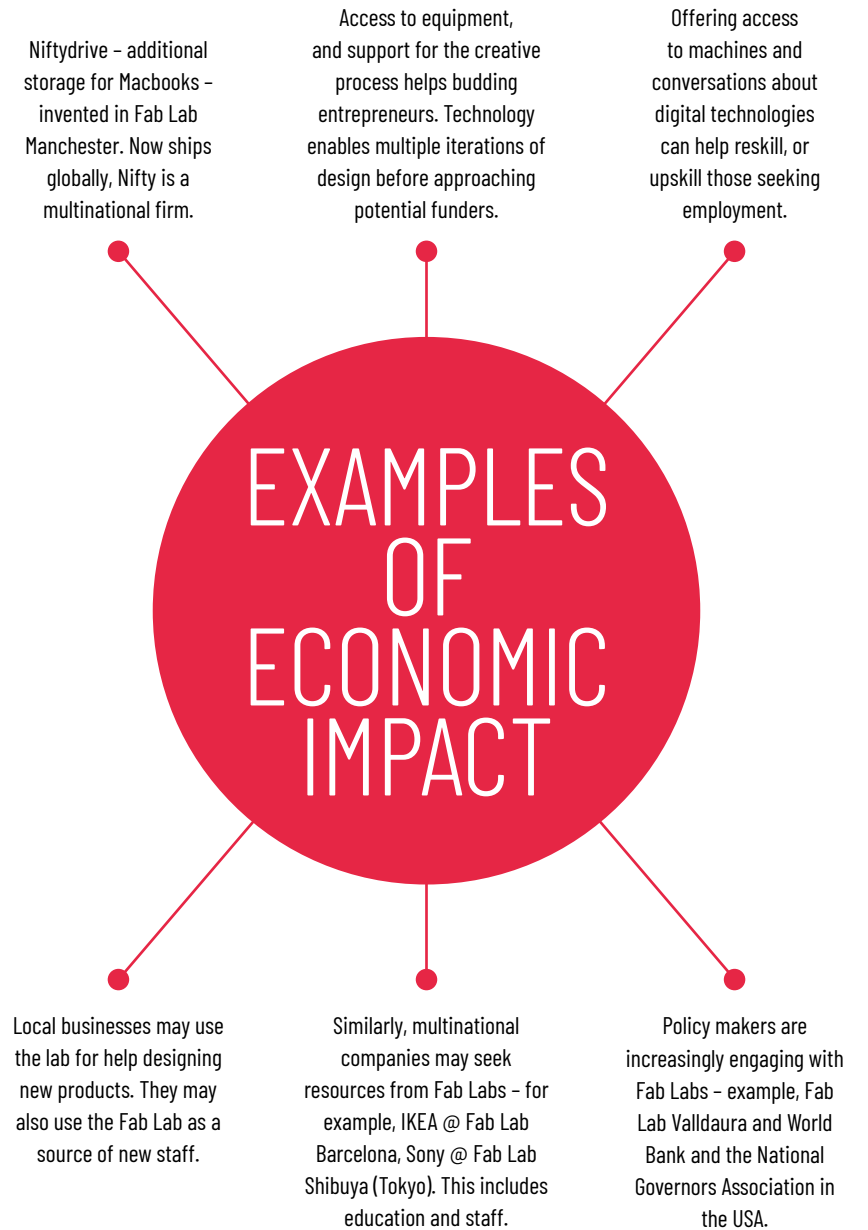 Niftydrive – additional
storage for Macbooks –
invented in Fab Lab
Manchester. Now ships
globally, Nifty is a
multinational firm.
Access to equipment,
and support for the creative
process helps budding
entrepreneurs. Technology
enables multiple iterations of
design before approaching
potential funders.
Offering access
to machines and
conversations about
digital technologies
can help reskill, or
upskill those seeking
employment.
EXAMPLES
OF
ECONOMIC
IMPACT
Local businesses may use
the lab for help designing
new products. They may
also use the Fab Lab as a
source of new staff.
Similarly, multinational
companies may seek
resources from Fab Labs – for
example, IKEA @ Fab Lab
Barcelona, Sony @ Fab Lab
Shibuya (Tokyo). This includes
education and staff.
Policy makers are
increasingly engaging with
Fab Labs – example, Fab
Lab Valldaura and World
Bank and the National
Governors Association in
the USA.